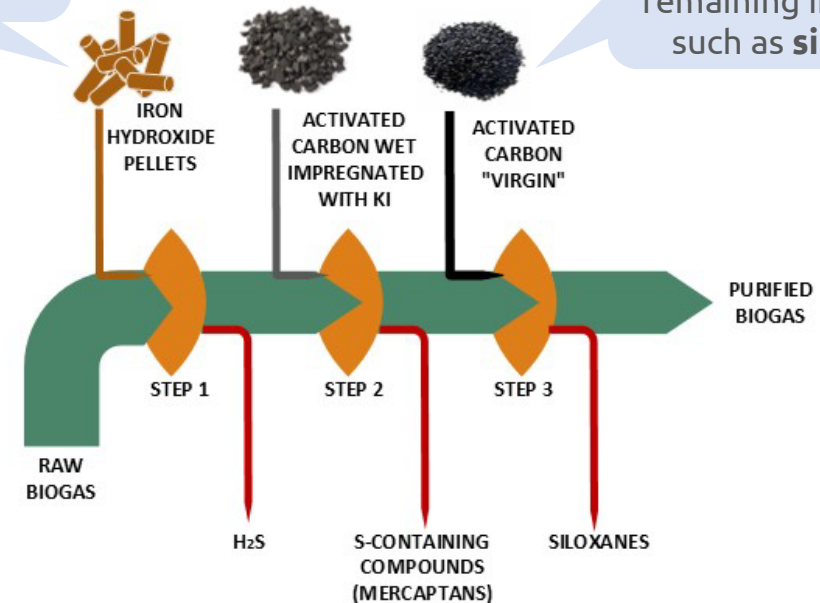 remaining
such as si
IRON
HYDROXIDE
PELLETS
ACTIVATED
CARBON WET
IMPREGNATED
WITH KI
ACTIVATED
CARBON
"VIRGIN"
PURIFIED
BIOGAS
STEP 1
STEP 2
STEP 3
RAW
BIOGAS
H2S
S-CONTAINING
COMPOUNDS
(MERCAPTANS)
SILOXANES